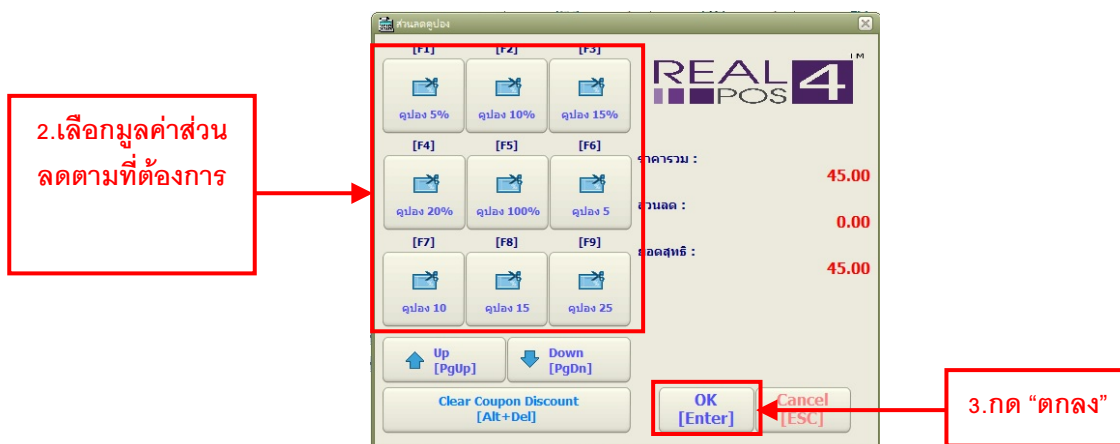 ส่วนลดคูปอง
[F1] [F2] [F3]
คูปอง 5% คูปอง 10% คูปอง 15%
[F4] [F5] [F6]
คูปอง 20% คูปอง 100% คูปอง 5
[F7] [F8] [F9]
คูปอง 10 คูปอง 15 คูปอง 25
Up
[PgUp]
Down
[PgDn]
Clear Coupon Discount
[Alt+Del]
REAL
POS 4
TM
ราคารวม :
45.00
ส่วนลด :
0.00
ยอดสุทธิ :
45.00
OK
[Enter]
Cancel
[ESC]
2.เลือกมูลค่าส่วน
ลดตามที่ต้องการ
3.กด “ตกลง”